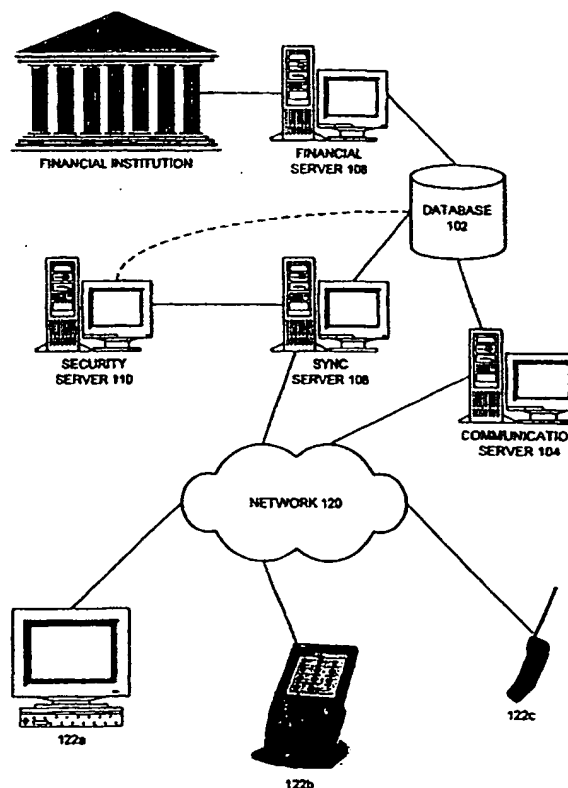 FINANCIAL INSTITUTION
FINANCIAL
SERVER 108
DATABASE
102
SECURITY
SERVER 110
SYNC
SERVER 106
COMMUNICATION
SERVER 104
NETWORK 120
122a
122b
122c